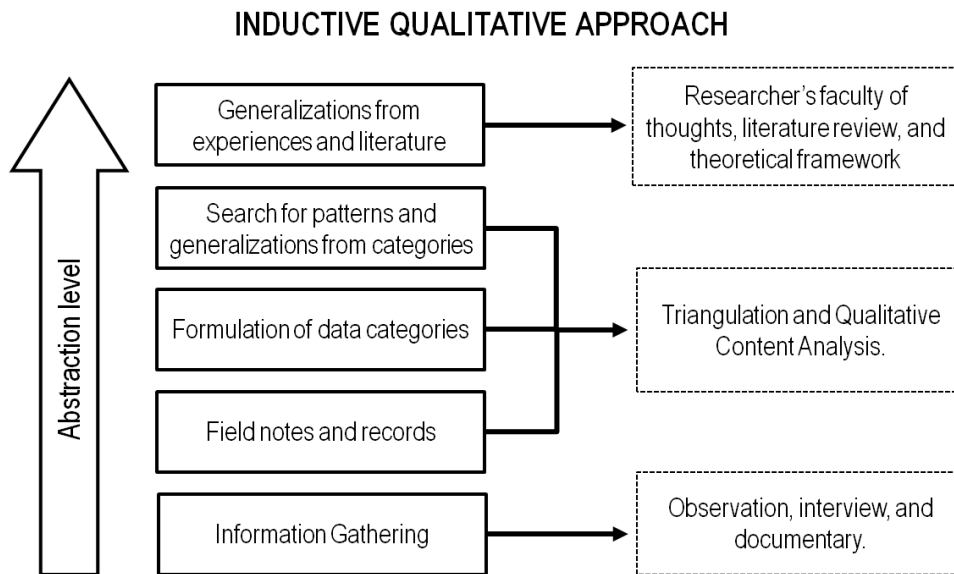 INDUCTIVE QUALITATIVE APPROACH
Abstraction level
Generalizations from
experiences and literature
Researcher's faculty of
thoughts, literature review, and
theoretical framework
Search for patterns and
generalizations from categories
Formulation of data categories
Field notes and records
Triangulation and Qualitative
Content Analysis.
Information Gathering
Observation, interview, and
documentary.